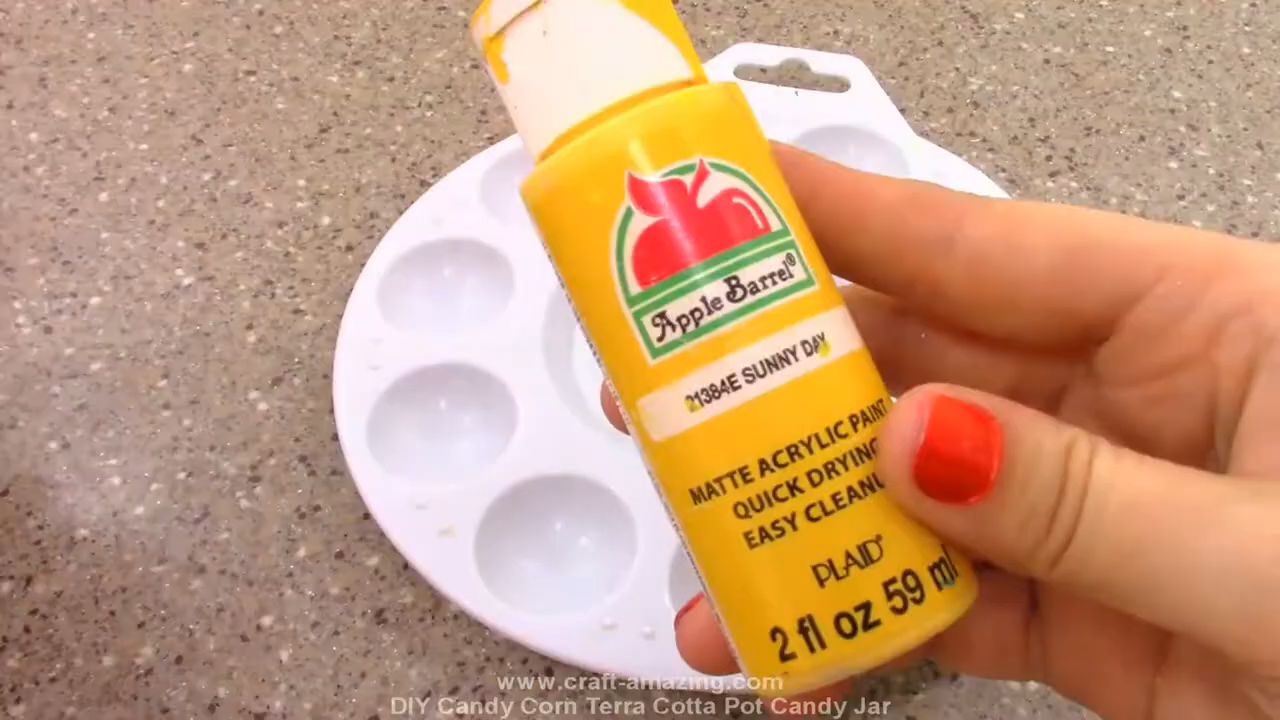 Apple Barrel®
21384E SUNNY DAY
MATTE ACRYLIC PAINT
QUICK DRYING
EASY CLEANU
PLAID®
2 fl oz 59 ml
www.craft-amazing.com
DIY Candy Corn Terra Cotta Pot Candy Jar